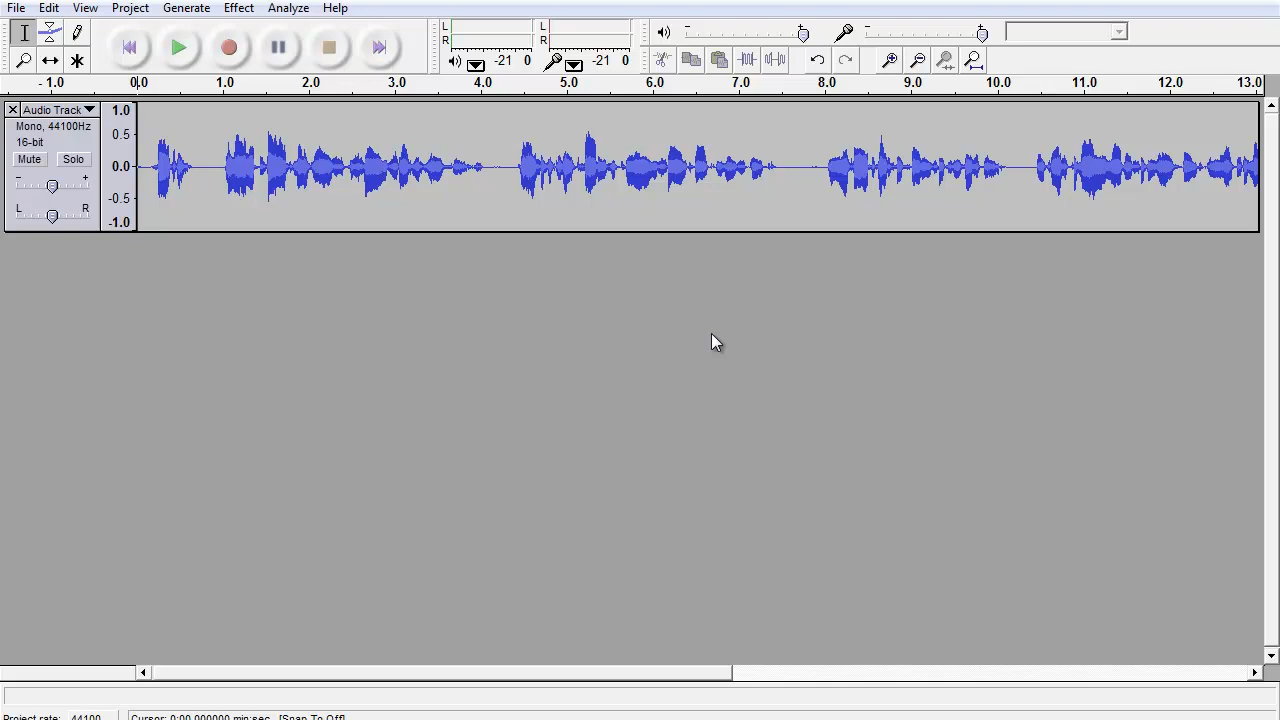 File Edit View Project Generate Effect Analyze Help
L
R
-21 0
L
R
-21 0
- 1.0 0.0 1.0 2.0 3.0 4.0 5.0 6.0 7.0 8.0 9.0 10.0 11.0 12.0 13.0
Audio Track
Mono, 44100Hz
16-bit
Mute Solo
- +
L R
1.0
0.5
0.0
-0.5
-1.0
Project rate: 44100 Cursor: 0:00.000000 min:sec [Snap-To Off]